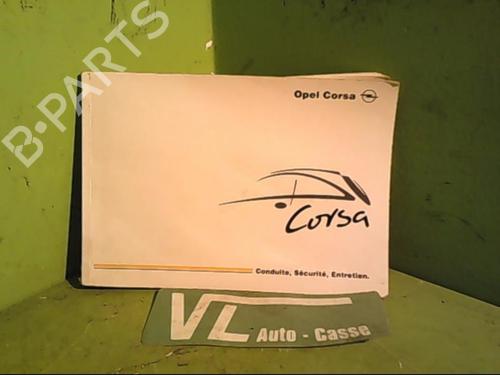 B-PARTS
Opel Corsa
Corsa
Conduite, Sécurité, Entretien.
VL
Auto - Casse